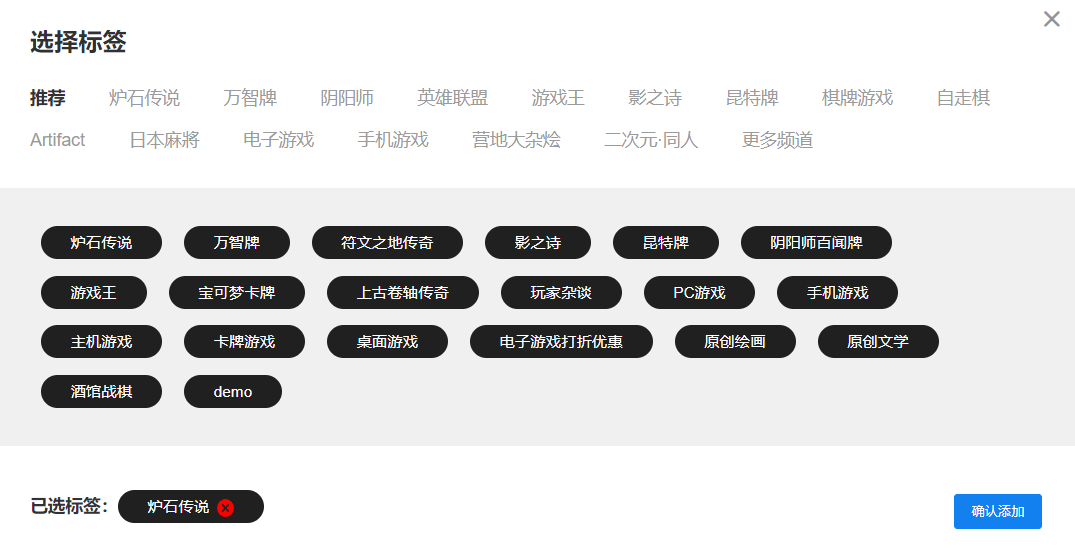 选择标签
推荐 炉石传说 万智牌 阴阳师 英雄联盟 游戏王 影之诗 昆特牌 棋牌游戏 自走棋
Artifact 日本麻將 电子游戏 手机游戏 营地大杂烩 二次元·同人 更多频道
炉石传说 万智牌 符文之地传奇 影之诗 昆特牌 阴阳师百闻牌
游戏王 宝可梦卡牌 上古卷轴传奇 玩家杂谈 PC游戏 手机游戏
主机游戏 卡牌游戏 桌面游戏 电子游戏打折优惠 原创绘画 原创文学
酒馆战棋 demo
已选标签： 炉石传说 确认添加